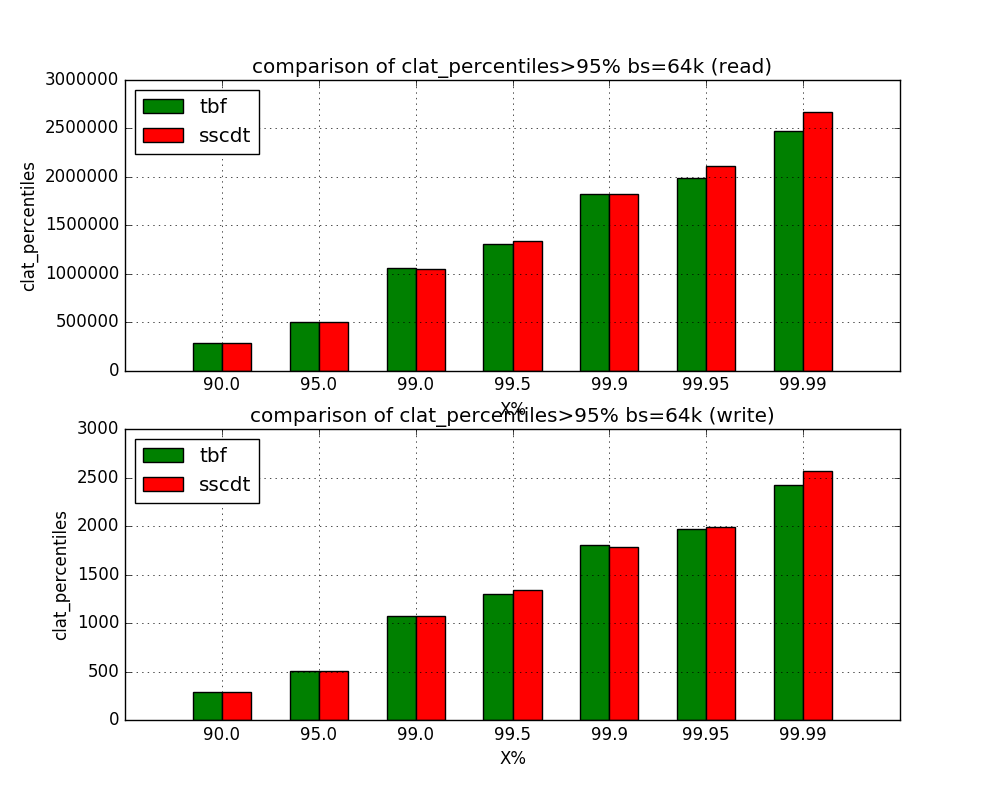 comparison of clat_percentiles>95% bs=64k (read)
3000000
2500000
2000000
1500000
1000000
500000
0
clat_percentiles
tbf
sscdt
90.0 95.0 99.0 99.5 99.9 99.95 99.99
X%
comparison of clat_percentiles>95% bs=64k (write)
3000
2500
2000
1500
1000
500
0
clat_percentiles
tbf
sscdt
90.0 95.0 99.0 99.5 99.9 99.95 99.99
X%